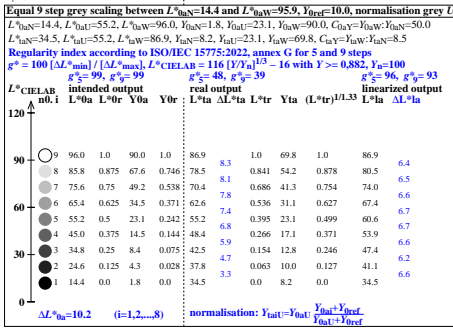 Equal 9 step grey scaling between L*0aN=14.4 and L*0aW=95.9, Y0ref=10.0, normalisation grey U
L*0aN=14.4, L*0aU=55.2, L*0aW=96.0, Y0aN=1.8, Y0aU=23.1, Y0aW=90.0, C0aY=Y0aW:Y0aN=50.0
L*taN=34.5, L*taU=55.2, L*taW=86.9, YtaN=8.2, YtaU=23.1, YtaW=69.8, CtaY=YtaW:YtaN=8.5
Regularity index according to ISO/IEC 15775:2022, annex G for 5 and 9 steps
g* = 100 [ΔL*min] / [ΔL*max], L*CIELAB = 116 [Y/Yn]1/3 − 16 with Y >= 0,882, Yn=100
g*5= 99, g*9= 99 g*5= 48, g*9= 39 g*5= 96, g*9= 93
L*CIELAB intended output real output linearized output
n0. i L*0a L*0r Y0a Y0r L*ta ΔL*ta L*tr Yta (L*tr)1/1.33 L*la ΔL*la
120
9 96.0 1.0 90.0 1.0 86.9 1.0 69.8 1.0 86.9
8.3 6.4
8 85.8 0.875 67.6 0.746 78.5 0.841 54.2 0.878 80.5
90
8.1 6.5
7 75.6 0.75 49.2 0.538 70.4 0.686 41.3 0.754 74.0
7.8 6.6
6 65.4 0.625 34.5 0.371 62.6 0.536 31.1 0.627 67.4
7.4 6.7
60
5 55.2 0.5 23.1 0.242 55.2 0.395 23.1 0.499 60.6
6.8 6.7
4 45.0 0.375 14.5 0.144 48.4 0.266 17.1 0.371 53.9
5.9 6.6
3 34.8 0.25 8.4 0.075 42.5 0.154 12.8 0.246 47.4
30
4.7 6.2
2 24.6 0.125 4.3 0.028 37.8 0.063 10.0 0.127 41.1
3.3 6.6
1 14.4 0.0 1.8 0.0 34.5 0.0 8.2 0.0 34.5
0
ΔL*0a=10.2 (i=1,2,...,8) normalisation: YtaiU=Y0aU Y0ai+Y0ref / Y0aU+Y0ref